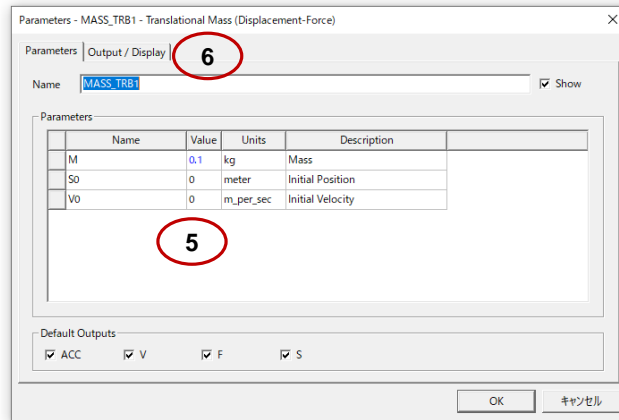 Parameters - MASS_TRB1 - Translational Mass (Displacement-Force)
Parameters Output / Display 6
Name MASS_TRB1 Show
Parameters
Name Value Units Description
M 0.1 kg Mass
S0 0 meter Initial Position
V0 0 m_per_sec Initial Velocity
5
Default Outputs
ACC V F S
OK キャンセル